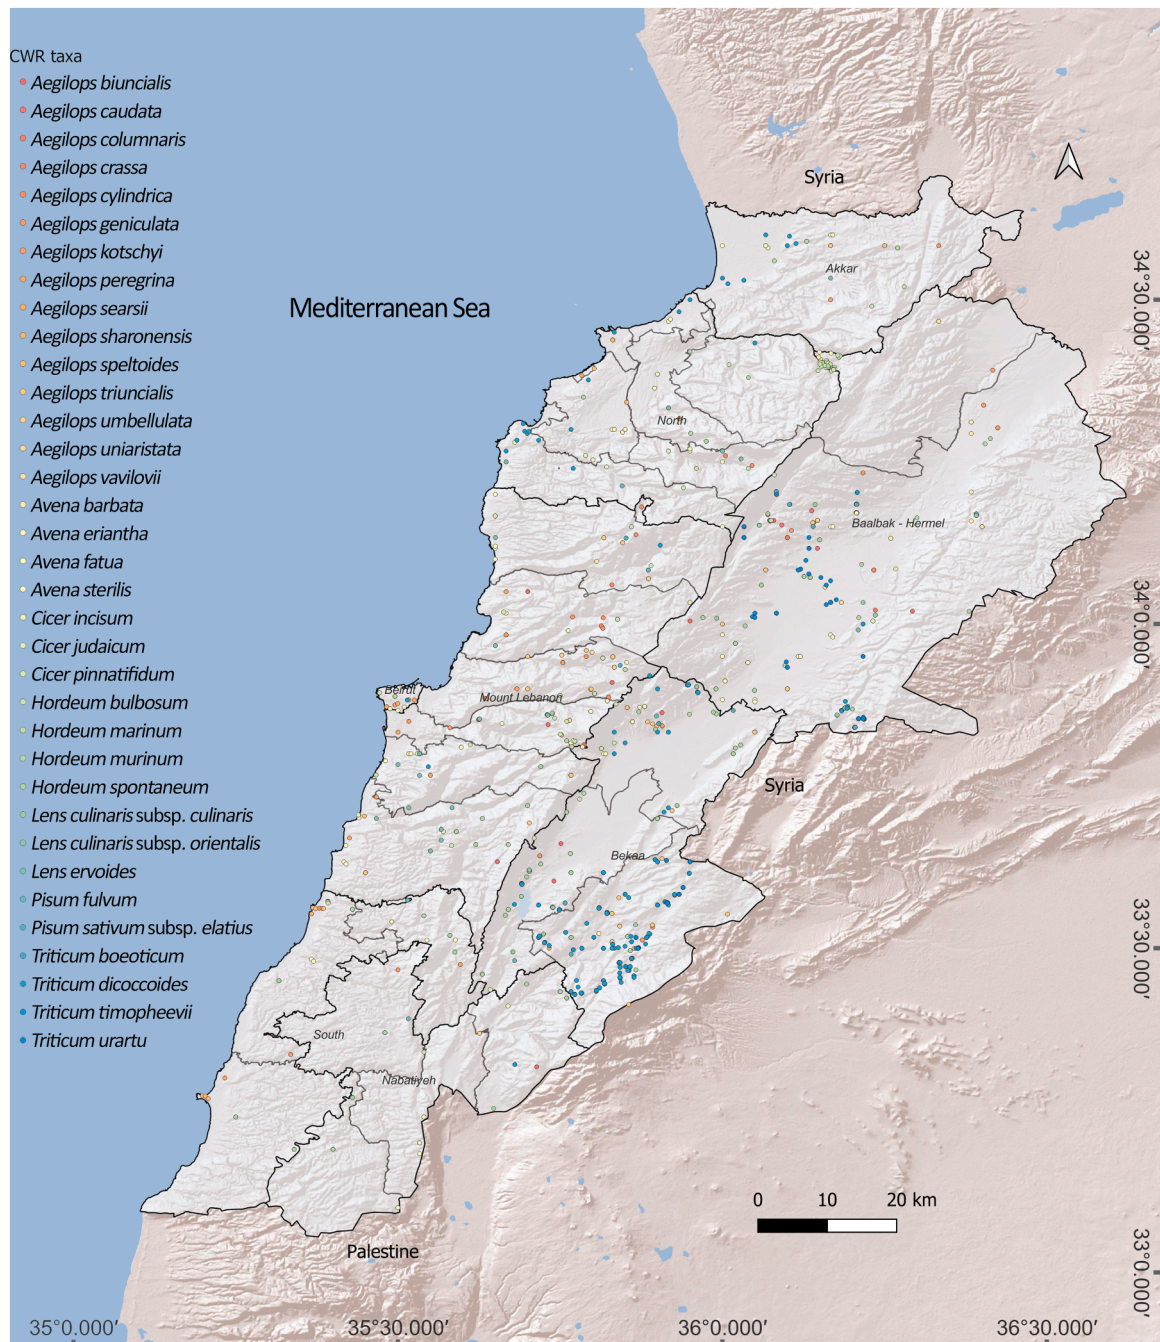 CWR taxa
Aegilops biuncialis
Aegilops caudata
Aegilops columnaris
Aegilops crassa
Aegilops cylindrica
Aegilops geniculata
Aegilops kotschyi
Aegilops peregrina
Aegilops searsii
Aegilops sharonensis
Aegilops speltoides
Aegilops triuncialis
Aegilops umbellulata
Aegilops uniaristata
Aegilops vavilovii
Avena barbata
Avena eriantha
Avena fatua
Avena sterilis
Cicer incisum
Cicer judaicum
Cicer pinnatifidum
Hordeum bulbosum
Hordeum marinum
Hordeum murinum
Hordeum spontaneum
Lens culinaris subsp. culinaris
Lens culinaris subsp. orientalis
Lens ervoides
Pisum fulvum
Pisum sativum subsp. elatius
Triticum boeoticum
Triticum dicoccoides
Triticum timopheevii
Triticum urartu
Mediterranean Sea
Syria
Akkar
North
Baalbak - Hermel
Beirut
Mount Lebanon
Syria
Bekaa
South
Nabatiyeh
Palestine
0 10 20 km
34°30.000′
34°0.000′
33°30.000′
33°0.000′
35°0.000′ 35°30.000′ 36°0.000′ 36°30.000′